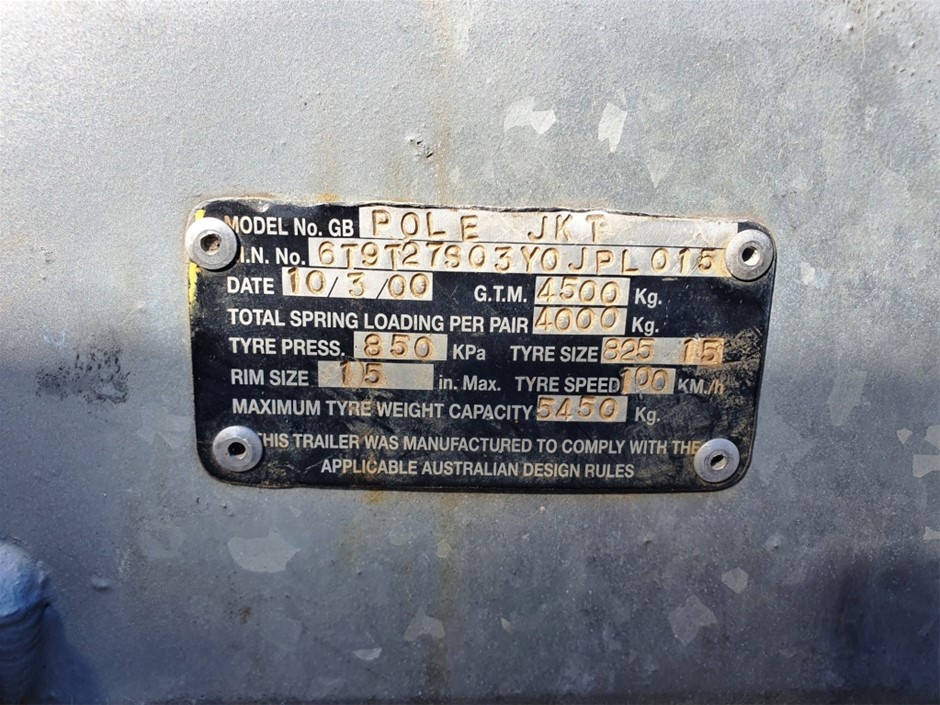 MODEL No. GB POLE JKT
.I.N. No. 6T9T27S03Y0JPL015
DATE 10/3/00 G.T.M. 4500 Kg.
TOTAL SPRING LOADING PER PAIR 4000 Kg.
TYRE PRESS. 850 KPa TYRE SIZE 825 15
RIM SIZE 15 in. Max. TYRE SPEED 100 KM./h
MAXIMUM TYRE WEIGHT CAPACITY 5450 Kg.
THIS TRAILER WAS MANUFACTURED TO COMPLY WITH THE
APPLICABLE AUSTRALIAN DESIGN RULES